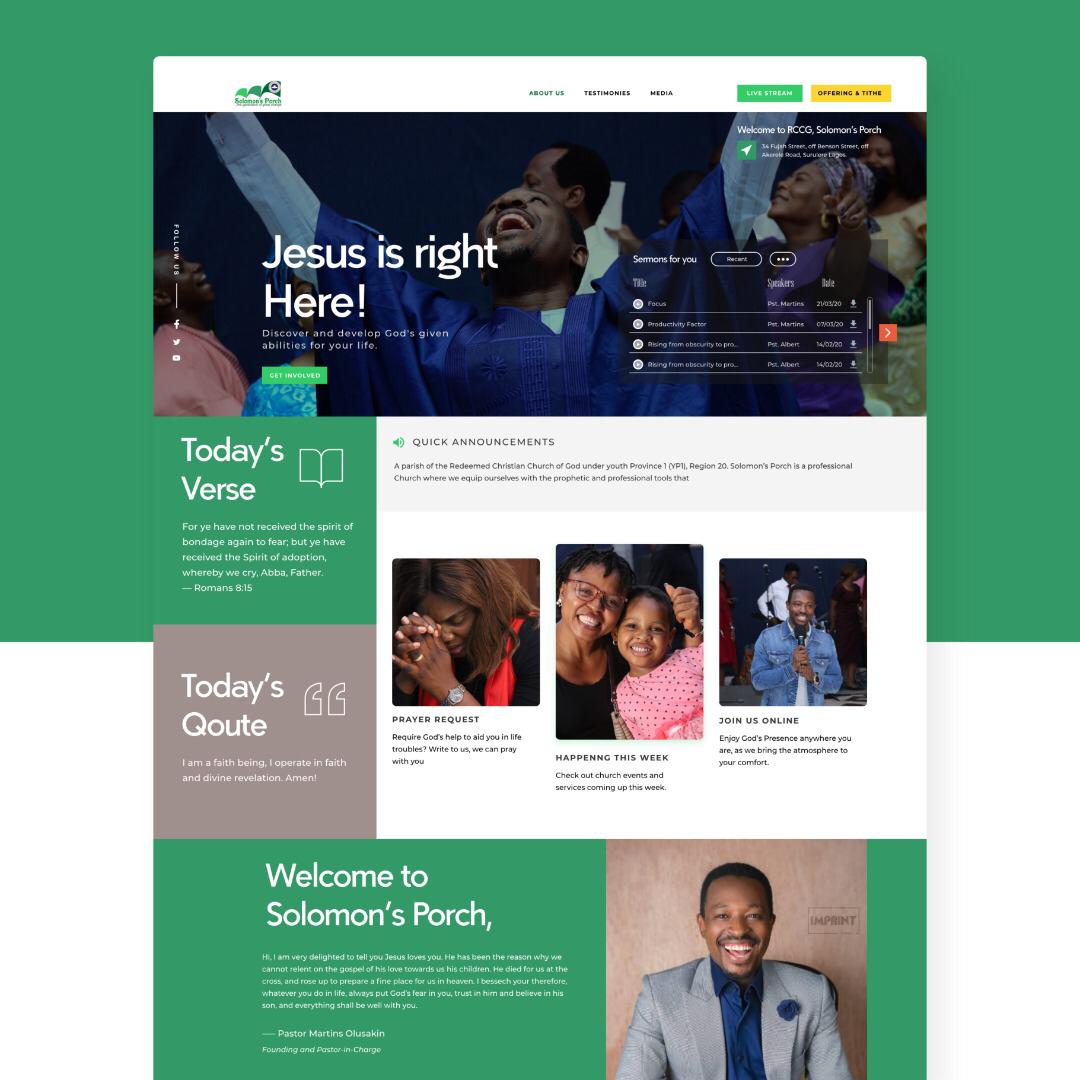 Solomon's Porch
ABOUT US
TESTIMONIES
MEDIA
LIVE STREAM
OFFERING & TITHE
Welcome to RCCG, Solomon's Porch
34 Fujah Street, off Benson Street, off
Akerele Road, Surulere Lagos.
FOLLOW US
Jesus is right
Here!
Discover and develop God's given
abilities for your life.
GET INVOLVED
Sermons for you
Recent
Title Speakers Date
Focus Pst. Martins 21/03/20
Productivity Factor Pst. Martins 07/03/20
Rising from obscurity to pro... Pst. Albert 14/02/20
Rising from obscurity to pro... Pst. Albert 14/02/20
Today's
Verse
For ye have not received the spirit of
bondage again to fear; but ye have
received the Spirit of adoption,
whereby we cry, Abba, Father.
— Romans 8:15
QUICK ANNOUNCEMENTS
A parish of the Redeemed Christian Church of God under youth Province 1 (YP1), Region 20. Solomon's Porch is a professional
Church where we equip ourselves with the prophetic and professional tools that
Today's
Qoute
I am a faith being, I operate in faith
and divine revelation. Amen!
PRAYER REQUEST
Require God's help to aid you in life
troubles? Write to us, we can pray
with you
HAPPENNG THIS WEEK
Check out church events and
services coming up this week.
JOIN US ONLINE
Enjoy God's Presence anywhere you
are, as we bring the atmosphere to
your comfort.
Welcome to
Solomon's Porch,
Hi, I am very delighted to tell you Jesus loves you. He has been the reason why we
cannot relent on the gospel of his love towards us his children. He died for us at the
cross, and rose up to prepare a fine place for us in heaven. I bessech your therefore,
whatever you do in life, always put God's fear in you, trust in him and believe in his
son, and everything shall be well with you.
— Pastor Martins Olusakin
Founding and Pastor-in-Charge
IMPRINT